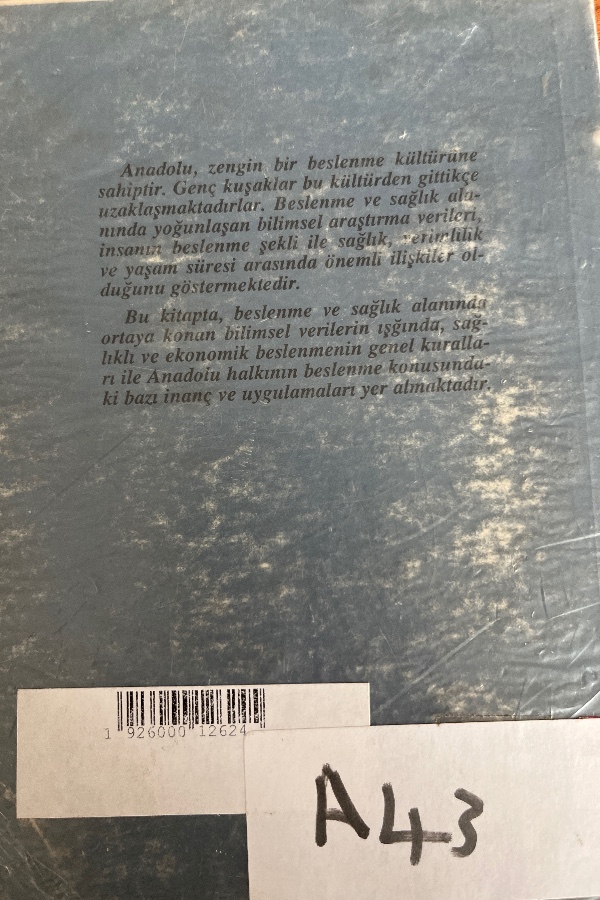 Anadolu, zengin bir beslenme kültürüne
sahiptir. Genç kuşaklar bu kültürden gittikçe
uzaklaşmaktadırlar. Beslenme ve sağlık ala-
nında yoğunlaşan bilimsel araştırma verileri,
insanın beslenme şekli ile sağlık, verimlilik
ve yaşam süresi arasında önemli ilişkiler ol-
duğunu göstermektedir.
Bu kitapta, beslenme ve sağlık alanında
ortaya konan bilimsel verilerin ışğında, sağ-
lıklı ve ekonomik beslenmenin genel kuralla-
rı ile Anadolu halkının beslenme konusunda-
ki bazı inanç ve uygulamaları yer almaktadır.
1 926000 12624
A43